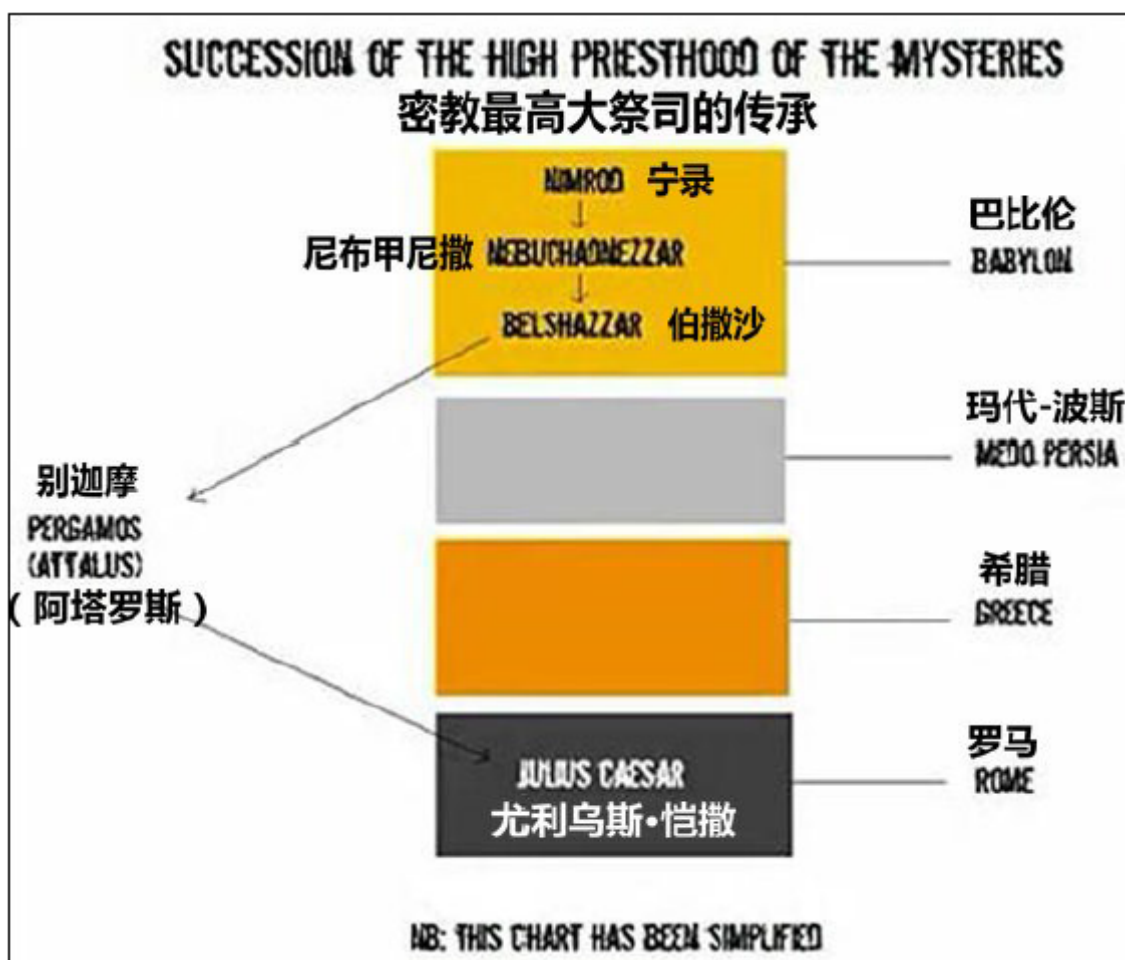 SUCCESSION OF THE HIGH PRIESTHOOD OF THE MYSTERIES
密教最高大祭司的传承
NIMROD 宁录
尼布甲尼撒 NEBUCHADNEZZAR
BELSHAZZAR 伯撒沙
巴比伦
BABYLON
玛代-波斯
MEDO. PERSIA
别迦摩
PERGAMOS
(ATTALUS)
（阿塔罗斯）
希腊
GREECE
罗马
ROME
JULIUS CAESAR
尤利乌斯•恺撒
NB: THIS CHART HAS BEEN SIMPLIFIED